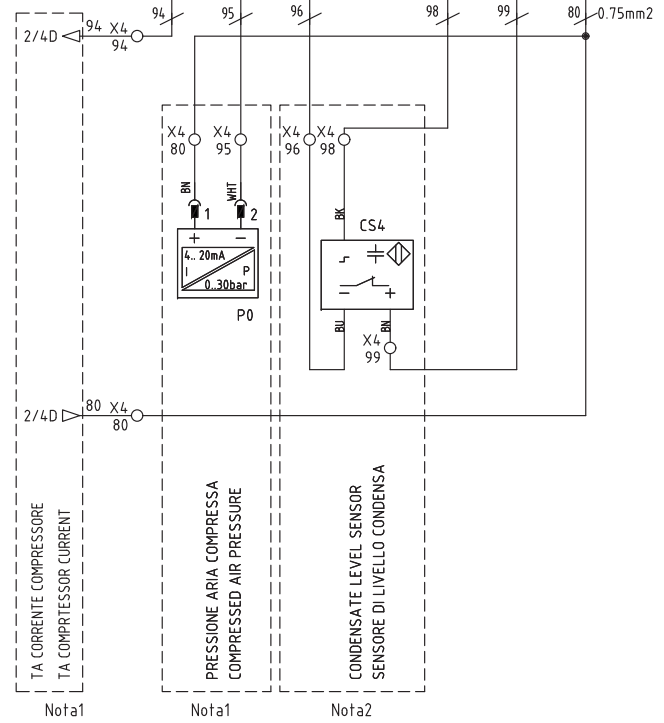 94 95 96 98 99 80 0.75mm2
2/4D 94 X4
94
X4 X4 X4 X4
80 95 96 98
BN WHT BK
1 2 CS4
+ −
4.. 20mA
I P
0..30bar
− +
P0 BU BN
X4
99
2/4D 80 X4
80
TA CORRENTE COMPRESSORE
TA COMPRTESSOR CURRENT
PRESSIONE ARIA COMPRESSA
COMPRESSED AIR PRESSURE
CONDENSATE LEVEL SENSOR
SENSORE DI LIVELLO CONDENSA
Nota1 Nota1 Nota2